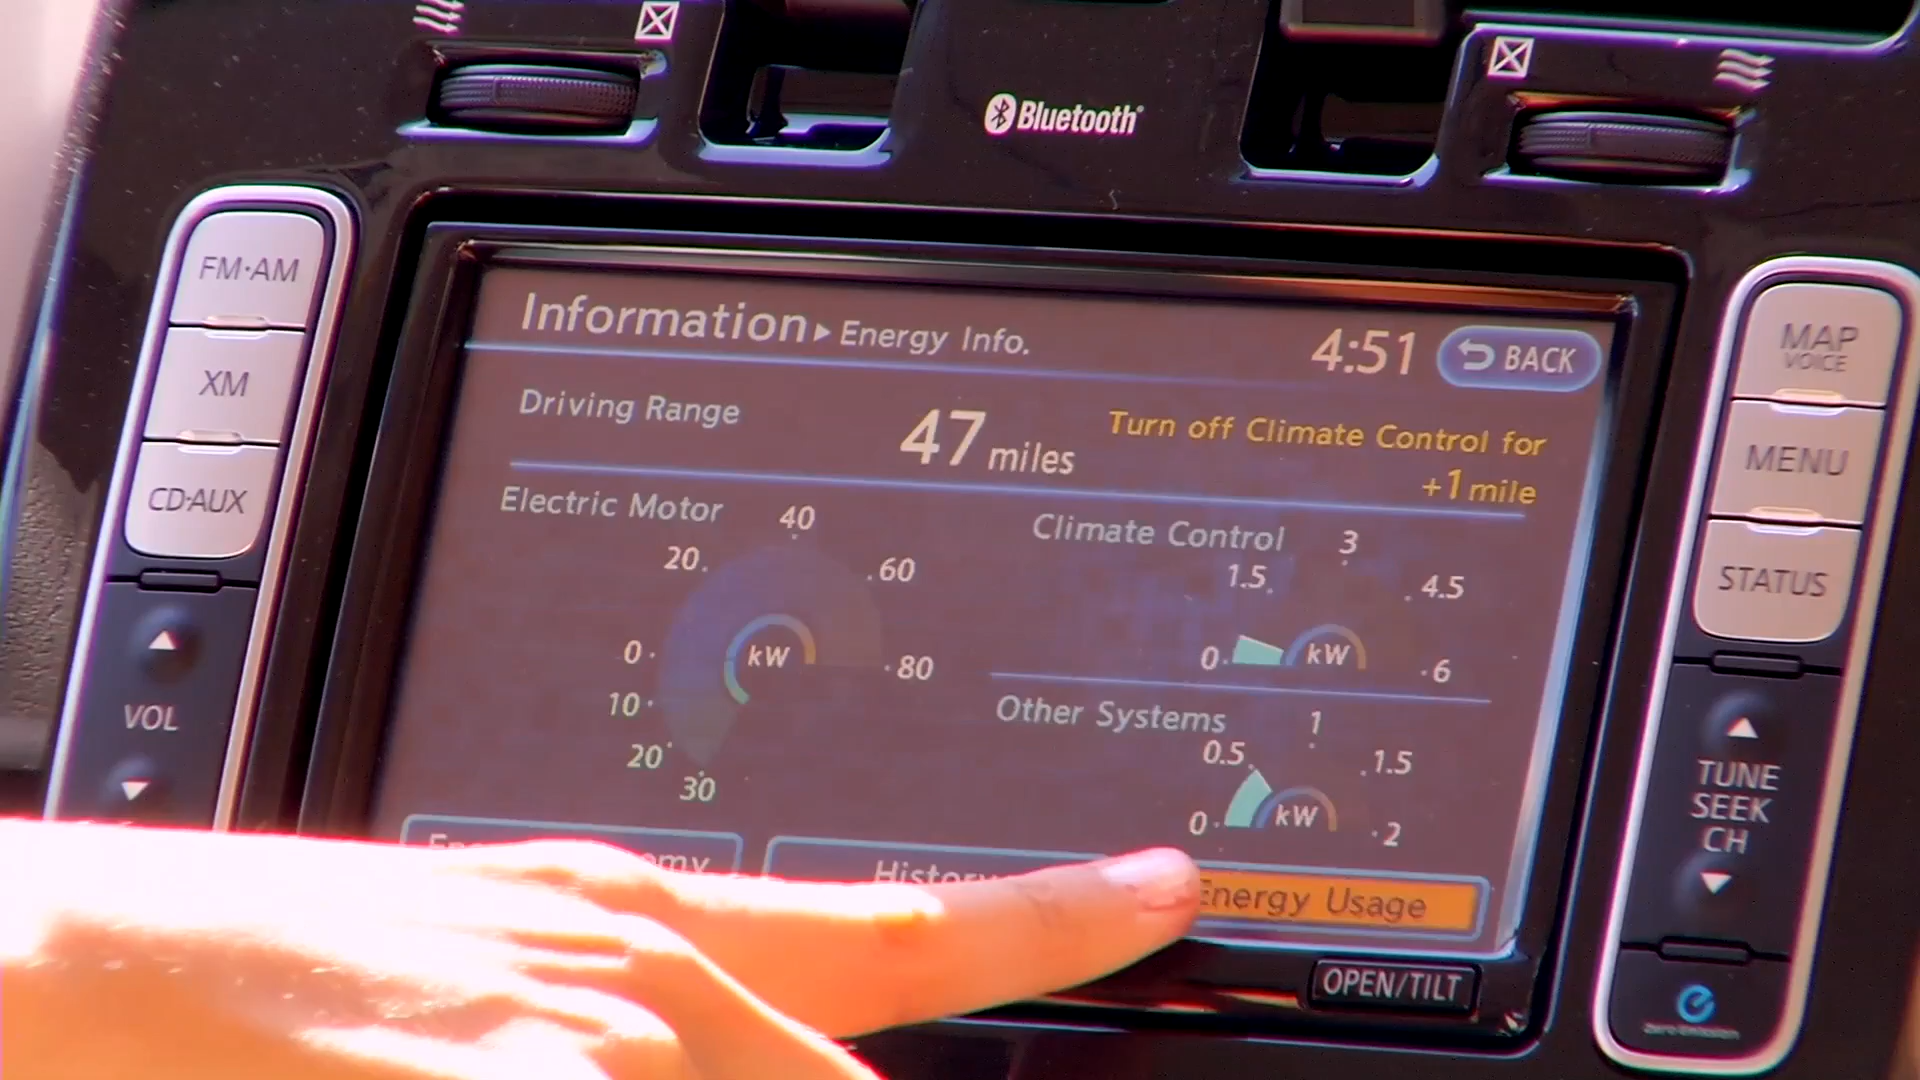 Bluetooth
FM·AM
XM
CD·AUX
VOL
Information ▸ Energy Info.
4:51
BACK
Driving Range
47 miles
Turn off Climate Control for
+1 mile
Electric Motor
40
20
60
0
kW
80
10
20
30
Climate Control
3
1.5
4.5
0
kW
6
Other Systems
1
0.5
1.5
0
kW
2
History
Energy Usage
OPEN/TILT
MAP
VOICE
MENU
STATUS
TUNE
SEEK
CH